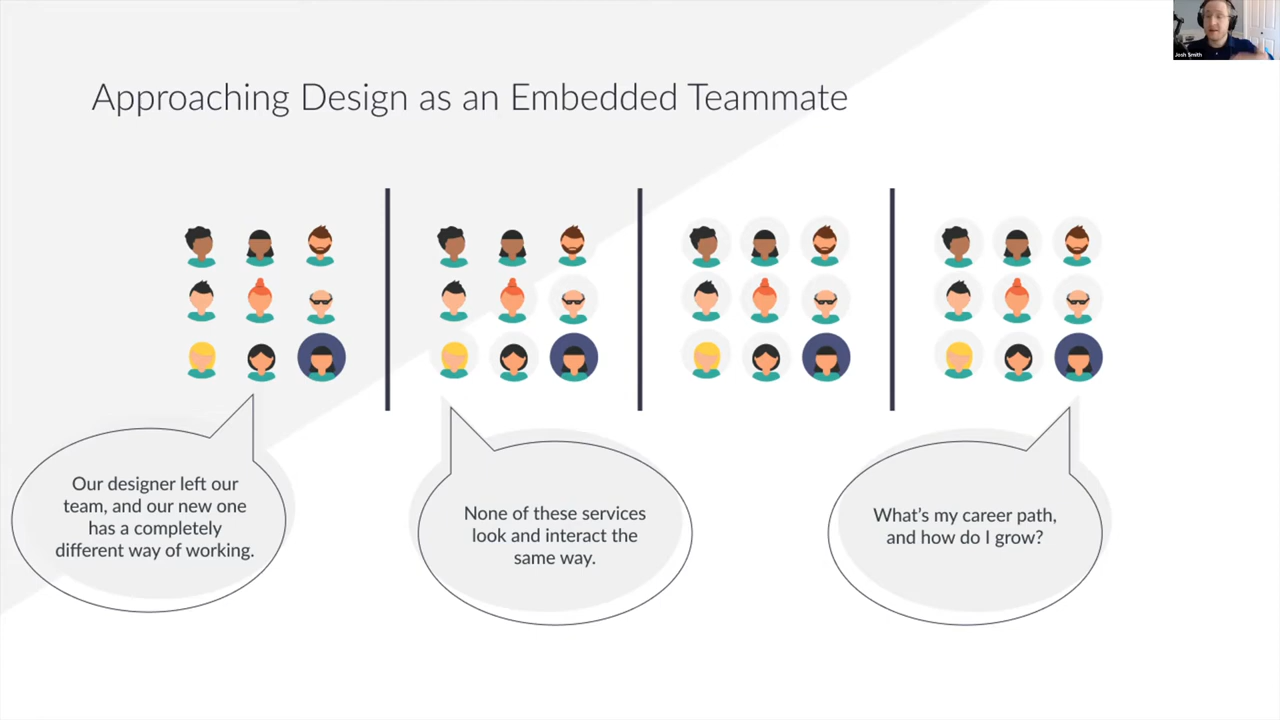 Josh Smith
Approaching Design as an Embedded Teammate
Our designer left our
team, and our new one
has a completely
different way of working.
None of these services
look and interact the
same way.
What’s my career path,
and how do I grow?